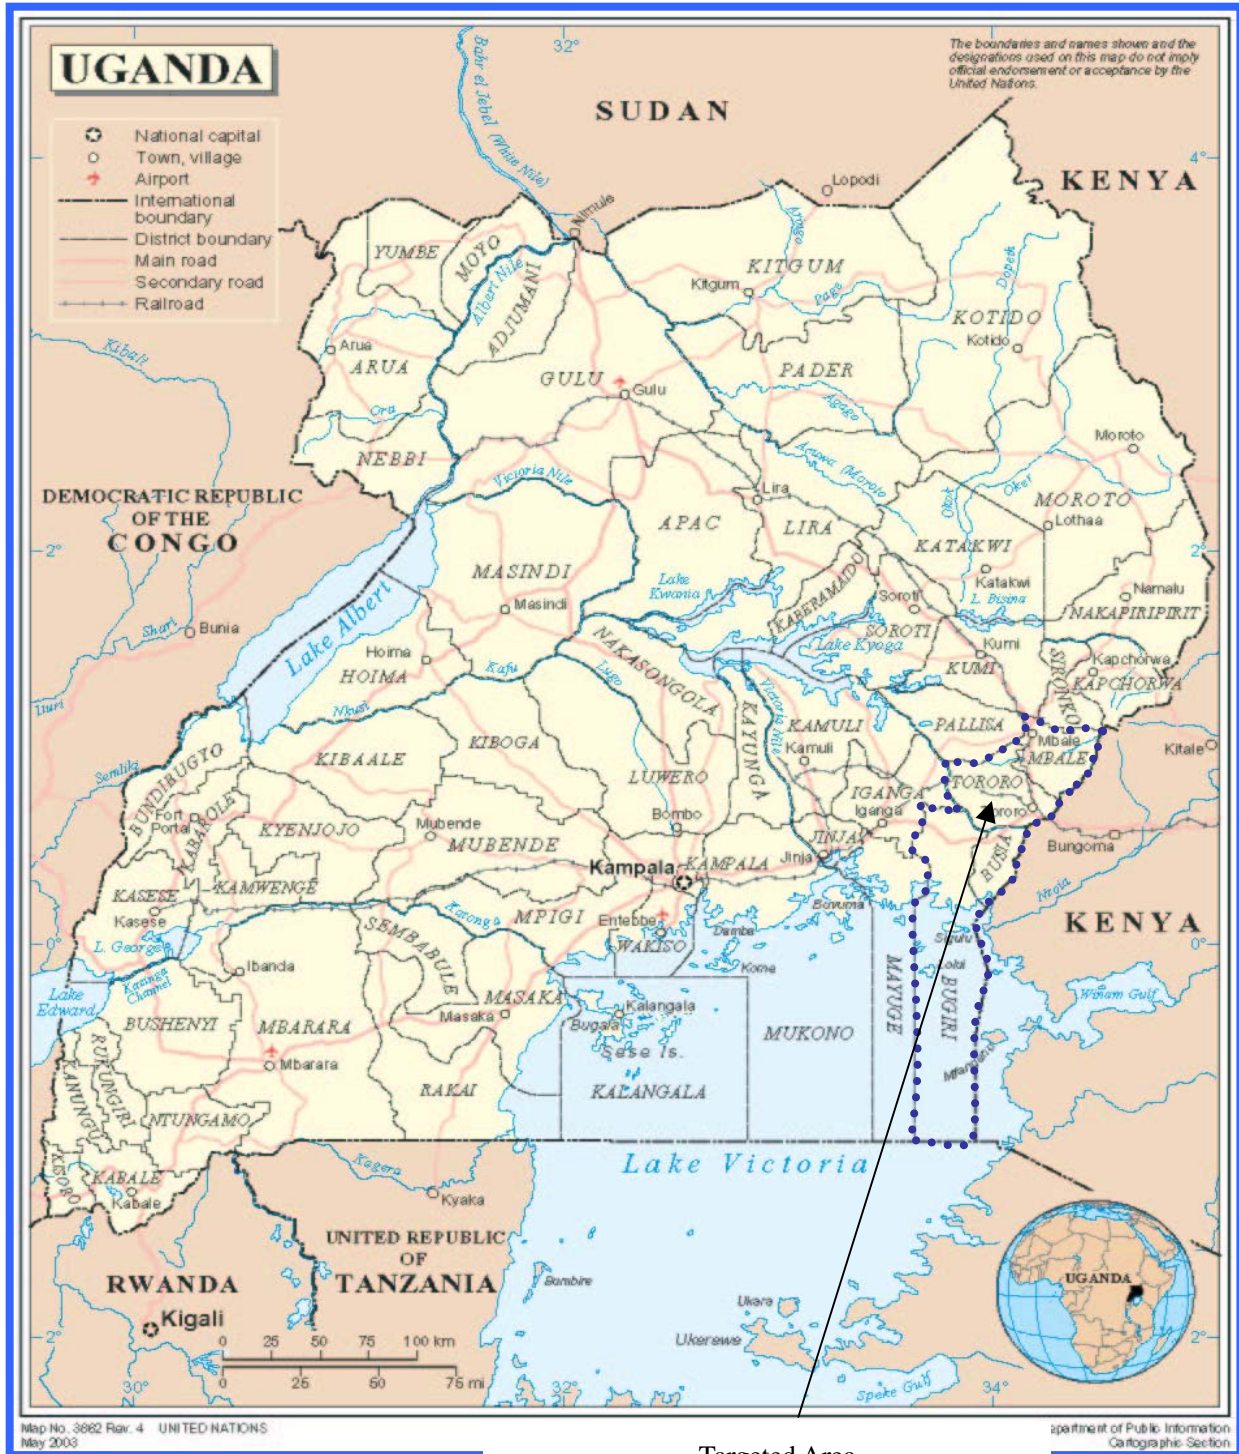 UGANDA
National capital
Town, village
Airport
International
boundary
District boundary
Main road
Secondary road
Railroad
32°
The boundaries and names shown and the
designations used on this map do not imply
official endorsement or acceptance by the
United Nations.
Bahr el Jebel (White Nile)
SUDAN
KENYA
4°
Lopodi
Nimule
YUMBE
MOYO
Albert Nile
ADJUMANI
Aringo
KITGUM
Kitgum
Page
Dopeth
KOTIDO
Kotido
Kibali
Arua
ARUA
GULU
Gulu
PADER
Agago
Ora
NEBBI
Moroto
Victoria Nile
DEMOCRATIC REPUBLIC
OF THE
CONGO
Lira
APAC
LIRA
Okok
Oker
MOROTO
Lothaa
2°
2°
KATAKWI
Katakwi
L. Bisina
Namalu
NAKAPIRIPIRIT
MASINDI
Masindi
Lake
Kwania
KABERAMAIDO
Soroti
SOROTI
Lake Kyoga
Shari
Bunia
Lake Albert
Hoima
HOIMA
Kafu
Nkusi
Lugo
NAKASONGOLA
Kumi
KUMI
SIRONKO
Kapchorwa
KAPCHORWA
Ituri
Semliki
KIBAALE
KIBOGA
LUWERO
KAYUNGA
Victoria Nile
KAMULI
Kamuli
PALLISA
Mbale
MBALE
Kitale
BUNDIBUGYO
Fort
Portal
KABAROLE
KYENJOJO
Mubende
MUBENDE
Bombo
IGANGA
Iganga
TORORO
Tororo
Bungoma
JINJA
Jinja
BUSIA
Kampala
KAMPALA
KAMWENGE
KASESE
Kasese
Katonga
MPIGI
Entebbe
WAKISO
Damba
Buvuma
Kome
Nzoia
KENYA
0°
0°
L. George
Kazinga
Channel
Ibanda
SEMBABULE
MASAKA
Masaka
Kalangala
Bugala
Sese Is.
KALANGALA
MUKONO
MAYUGE
Sigulu
Lolui
BUGIRI
Mfangano
Winam Gulf
Lake
Edward
BUSHENYI
MBARARA
Mbarara
RUKUNGIRI
KANUNGU
NTUNGAMO
RAKAI
KISORO
KABALE
Kabale
Kagera
Kyaka
Lake Victoria
UNITED REPUBLIC
OF
TANZANIA
RWANDA
Kigali
Bumbire
Ukara
Ukerewe
Speke Gulf
UGANDA
0 25 50 75 100 km
0 25 50 75 mi
2°
2°
30°
32°
34°
Map No. 3862 Rev. 4 UNITED NATIONS
May 2003
epartment of Public Information
Cartographic Section
Targeted Area